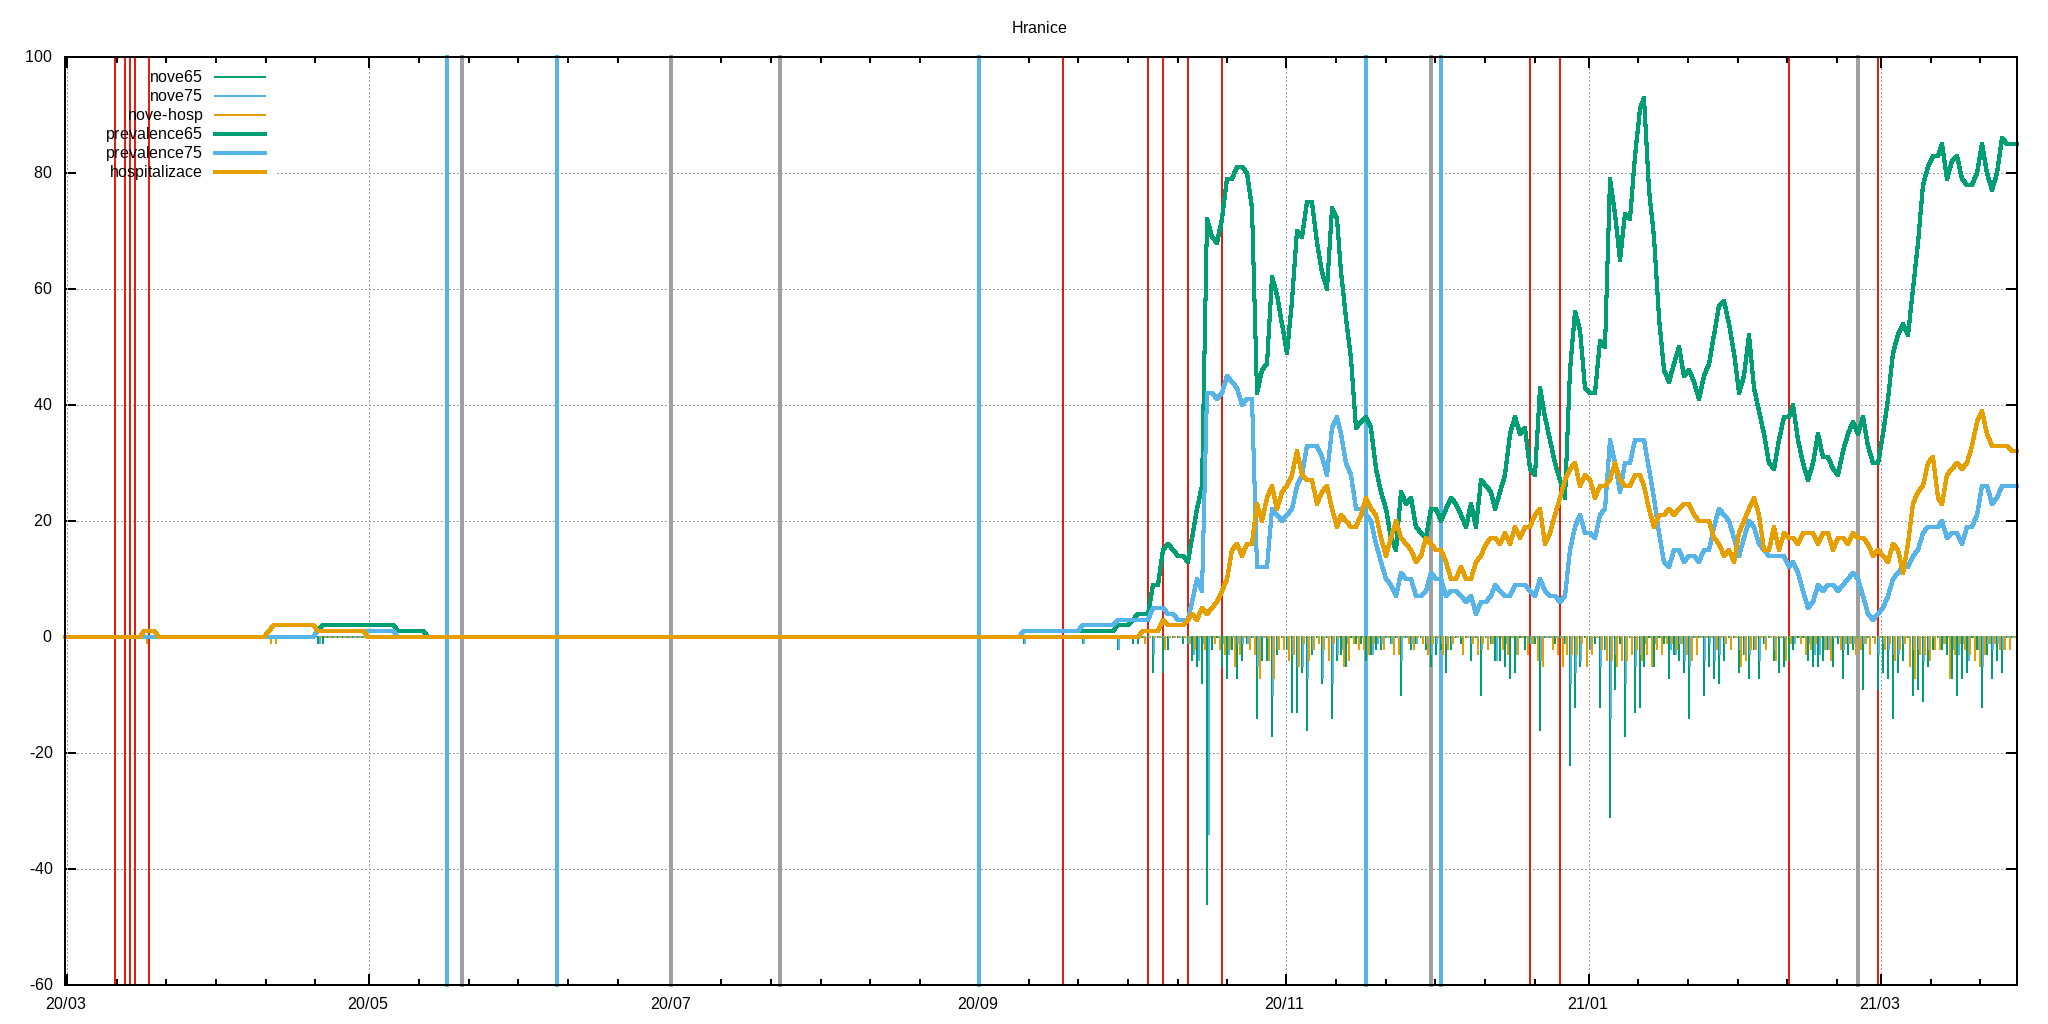 Hranice
100
80
60
40
20
0
-20
-40
-60
nove65
nove75
nove-hosp
prevalence65
prevalence75
hospitalizace
20/03 20/05 20/07 20/09 20/11 21/01 21/03